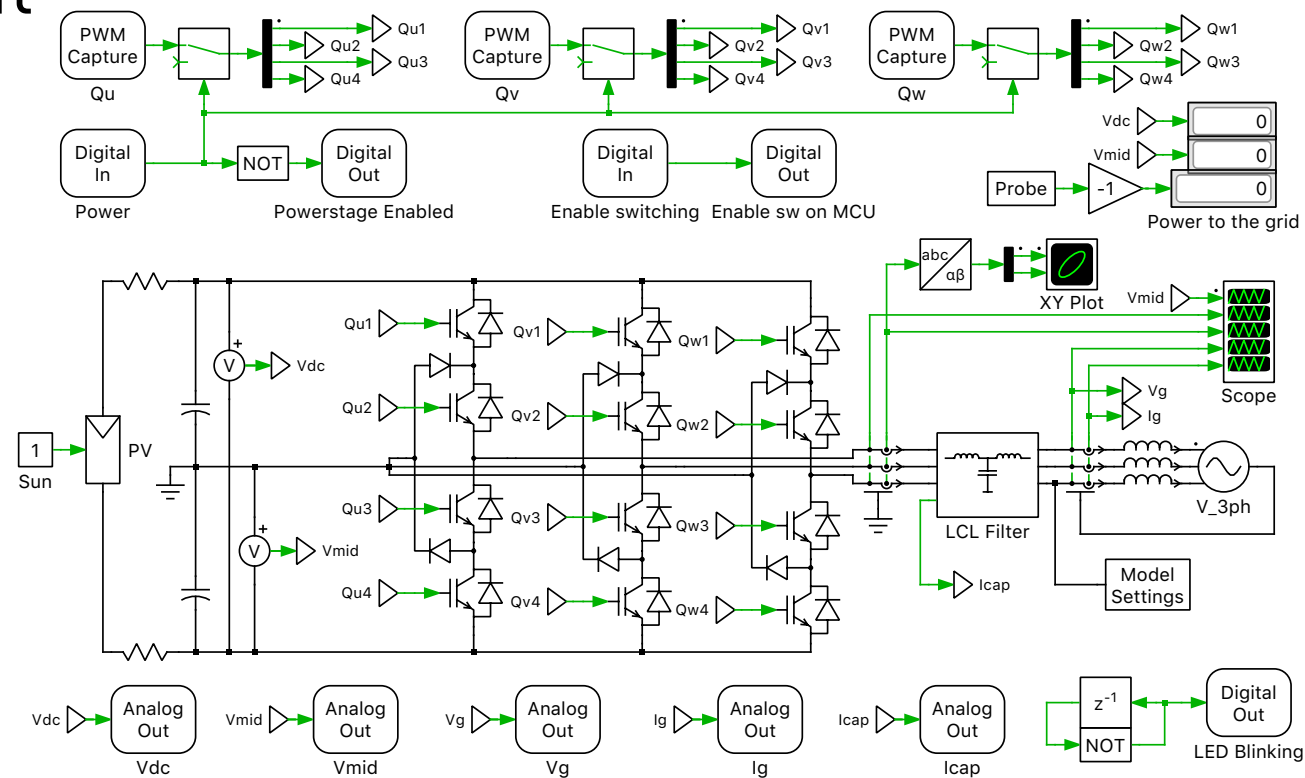 PWM
Capture
Qu
Qu1
Qu2
Qu3
Qu4
PWM
Capture
Qv
Qv1
Qv2
Qv3
Qv4
PWM
Capture
Qw
Qw1
Qw2
Qw3
Qw4
Digital
In
Power
NOT
Digital
Out
Powerstage Enabled
Digital
In
Enable switching
Digital
Out
Enable sw on MCU
Vdc
0
Vmid
0
Probe
-1
0
Power to the grid
abc
αβ
XY Plot
Vmid
Scope
Vg
Ig
1
Sun
PV
V
+
Vdc
V
+
Vmid
Qu1
Qv1
Qw1
Qu2
Qv2
Qw2
Qu3
Qv3
Qw3
Qu4
Qv4
Qw4
LCL Filter
V_3ph
Icap
Model
Settings
Vdc
Analog
Out
Vdc
Vmid
Analog
Out
Vmid
Vg
Analog
Out
Vg
Ig
Analog
Out
Ig
Icap
Analog
Out
Icap
z⁻¹
NOT
Digital
Out
LED Blinking